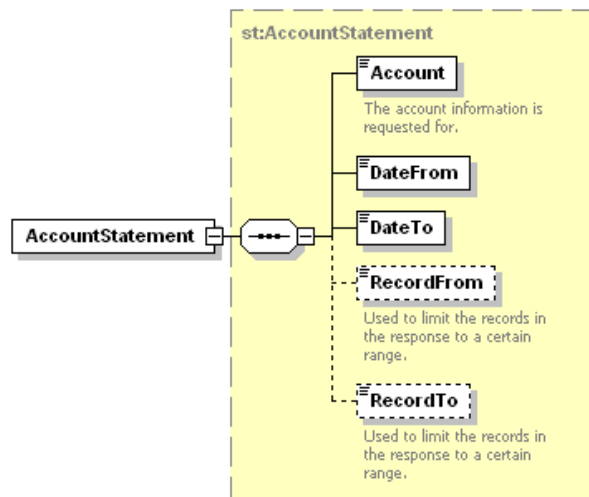 st:AccountStatement
Account
The account information is
requested for.
DateFrom
AccountStatement
DateTo
RecordFrom
Used to limit the records in
the response to a certain
range.
RecordTo
Used to limit the records in
the response to a certain
range.